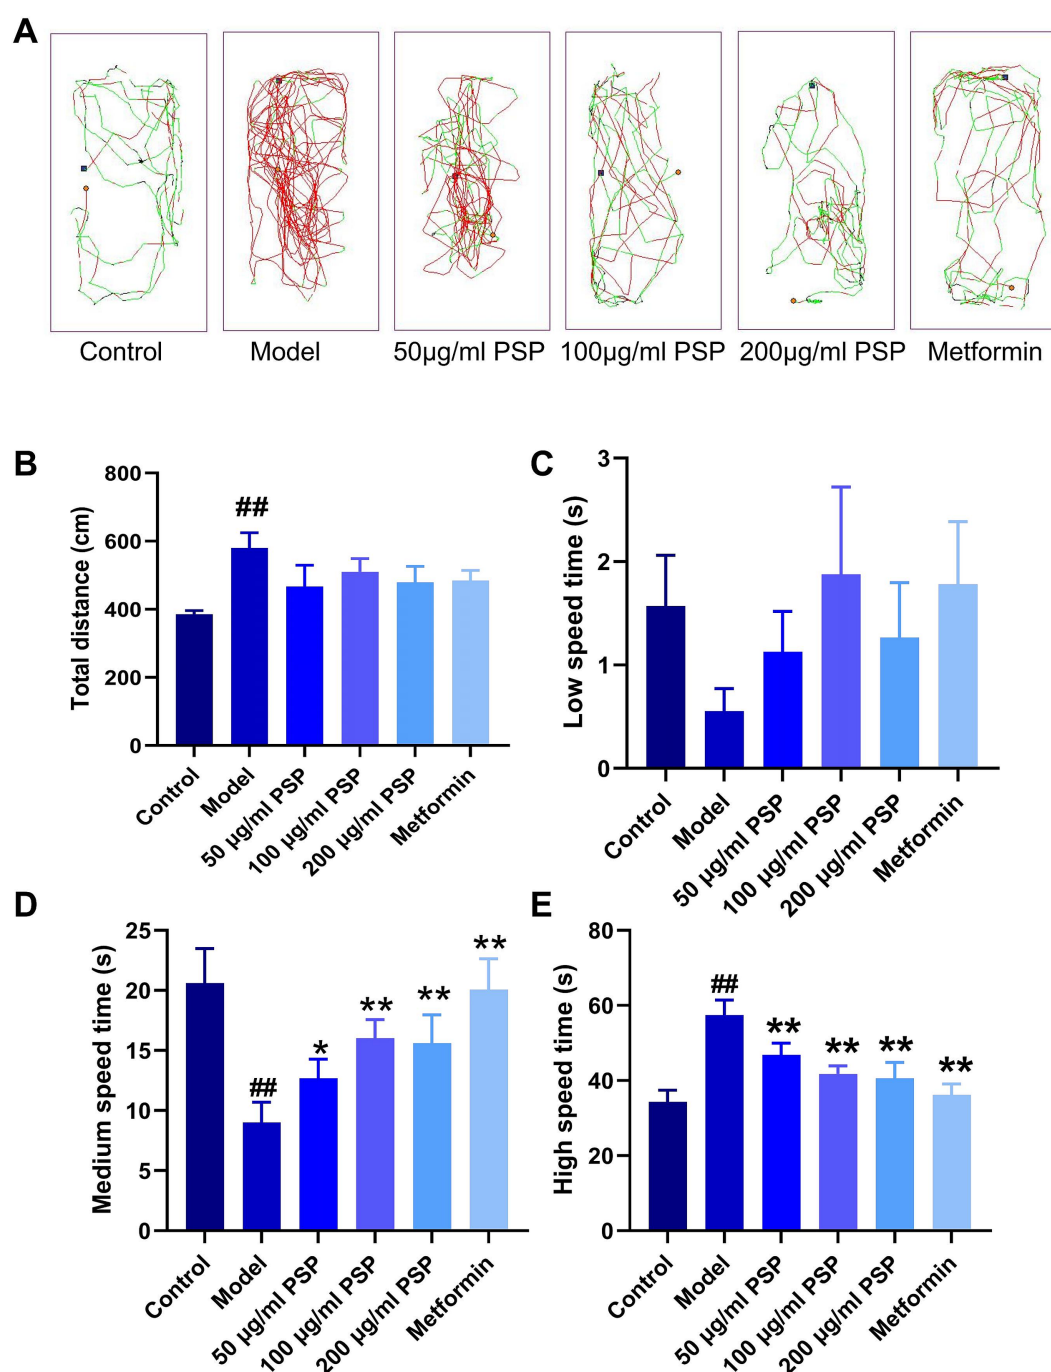 A
Control
Model
50μg/ml PSP
100μg/ml PSP
200μg/ml PSP
Metformin
B
Total distance (cm)
800
600
400
200
0
##
Control
Model
50 μg/ml PSP
100 μg/ml PSP
200 μg/ml PSP
Metformin
C
Low speed time (s)
3
2
1
0
Control
Model
50 μg/ml PSP
100 μg/ml PSP
200 μg/ml PSP
Metformin
D
Medium speed time (s)
25
20
15
10
5
0
##
*
**
**
**
Control
Model
50 μg/ml PSP
100 μg/ml PSP
200 μg/ml PSP
Metformin
E
High speed time (s)
80
60
40
20
0
##
**
**
**
**
Control
Model
50 μg/ml PSP
100 μg/ml PSP
200 μg/ml PSP
Metformin